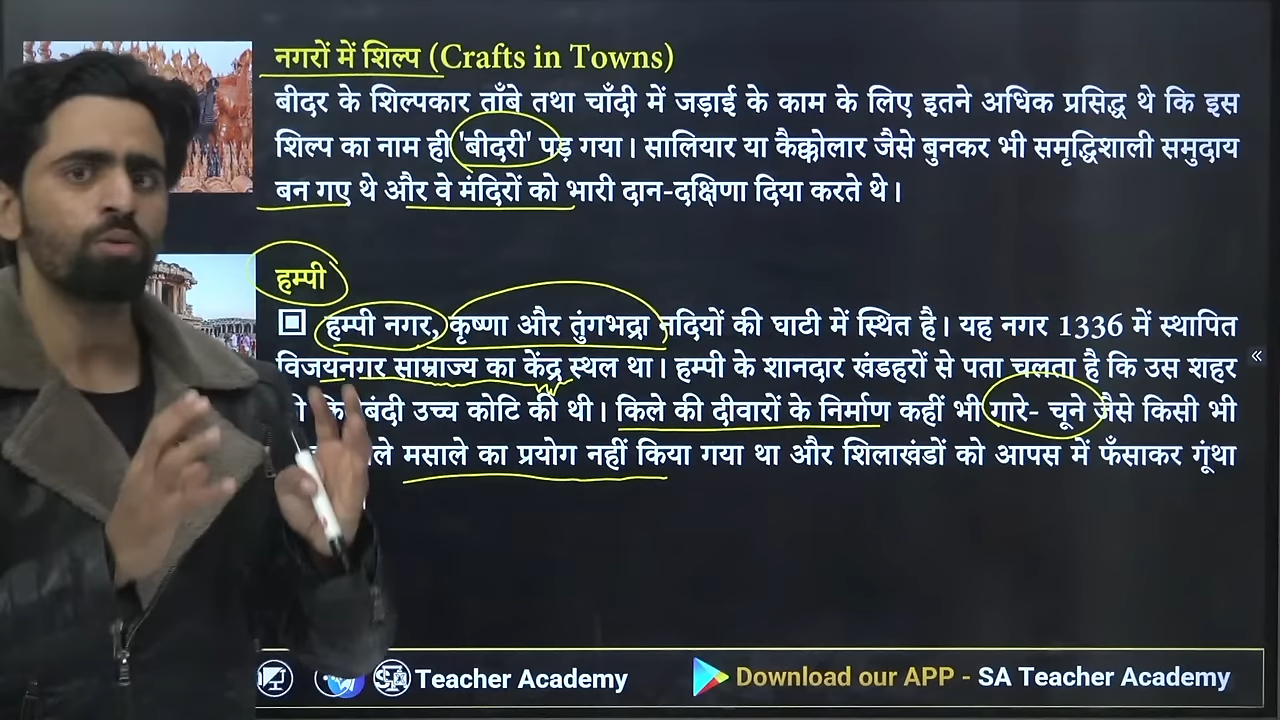 नगरों में शिल्प (Crafts in Towns)
बीदर के शिल्पकार ताँबे तथा चाँदी में जड़ाई के काम के लिए इतने अधिक प्रसिद्ध थे कि इस
शिल्प का नाम ही 'बीदरी' पड़ गया। सालियार या कैक्कोलार जैसे बुनकर भी समृद्धिशाली समुदाय
बन गए थे और वे मंदिरों को भारी दान-दक्षिणा दिया करते थे।
हम्पी
हम्पी नगर, कृष्णा और तुंगभद्रा नदियों की घाटी में स्थित है। यह नगर 1336 में स्थापित
विजयनगर साम्राज्य का केंद्र स्थल था। हम्पी के शानदार खंडहरों से पता चलता है कि उस शहर
बंदी उच्च कोटि की थी। किले की दीवारों के निर्माण कहीं भी गारे- चूने जैसे किसी भी
मसाले का प्रयोग नहीं किया गया था और शिलाखंडों को आपस में फँसाकर गूंथा
Teacher Academy
Download our APP - SA Teacher Academy